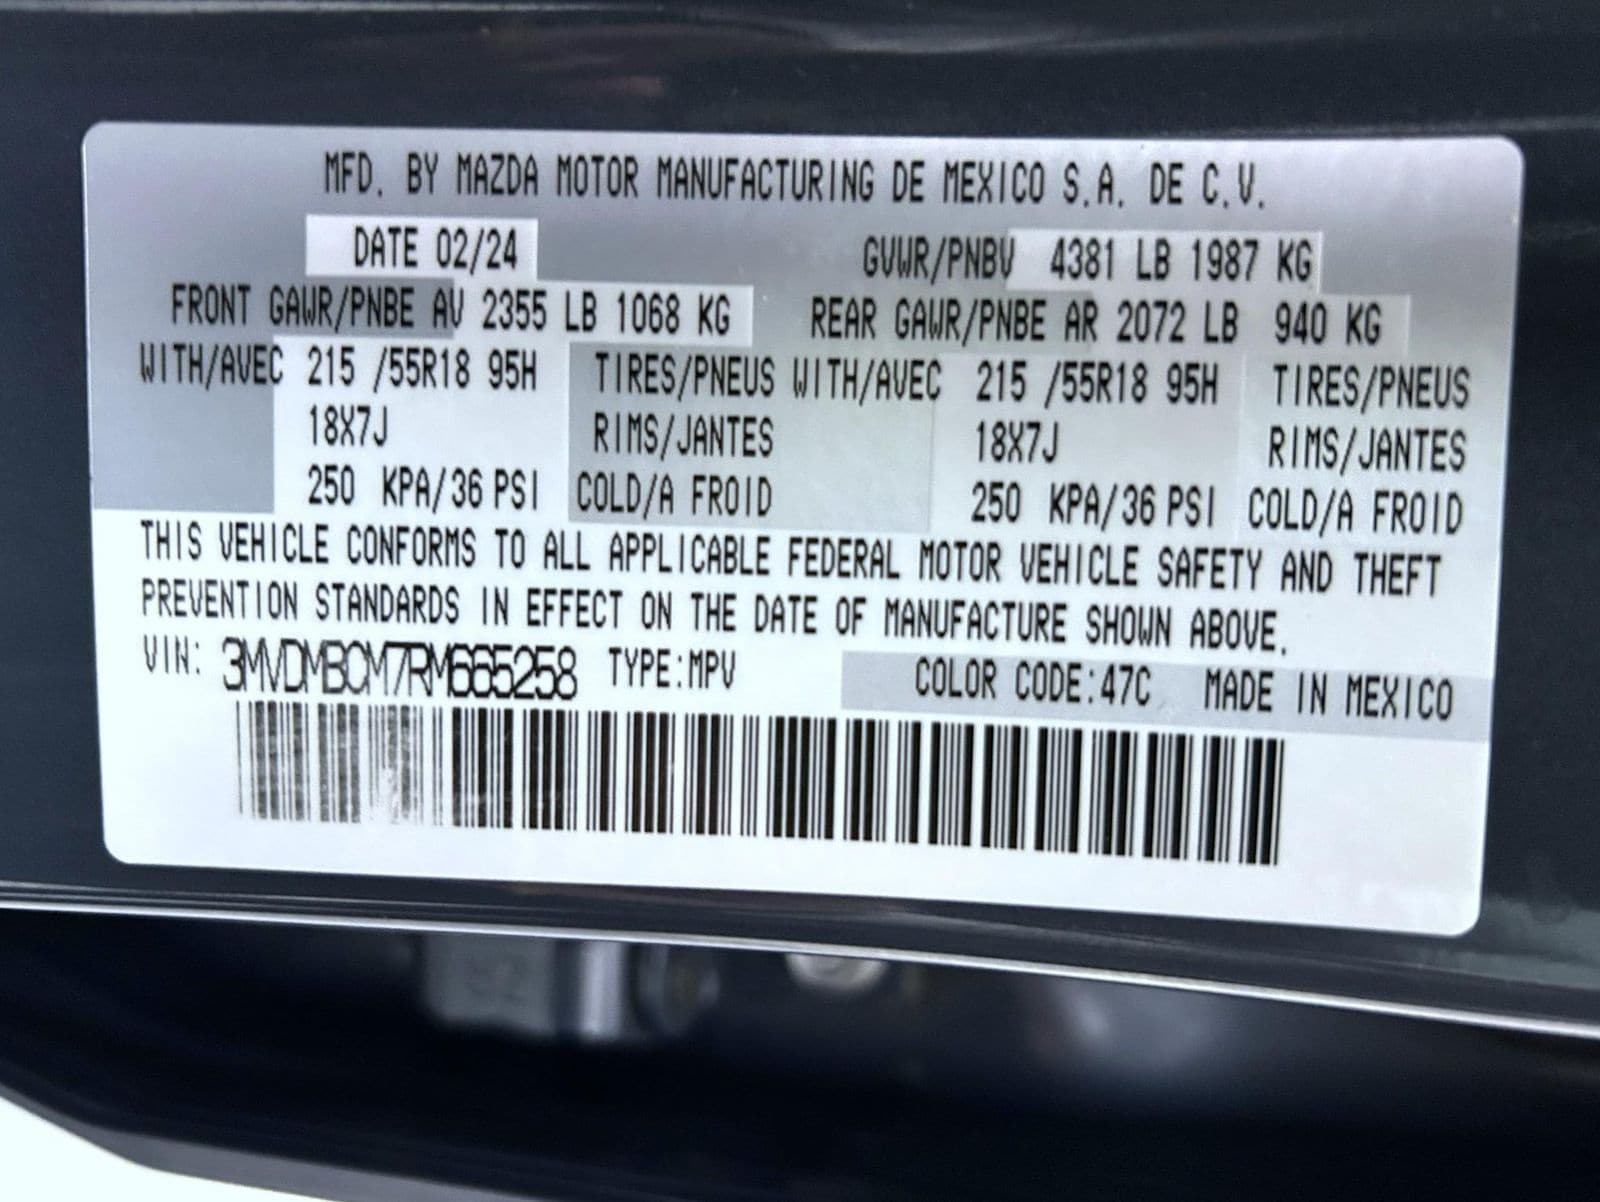 MFD. BY MAZDA MOTOR MANUFACTURING DE MEXICO S.A. DE C.V.
DATE 02/24 GVWR/PNBV 4381 LB 1987 KG
FRONT GAWR/PNBE AV 2355 LB 1068 KG REAR GAWR/PNBE AR 2072 LB 940 KG
WITH/AVEC 215 /55R18 95H TIRES/PNEUS WITH/AVEC 215 /55R18 95H TIRES/PNEUS
18X7J RIMS/JANTES 18X7J RIMS/JANTES
250 KPA/36 PSI COLD/A FROID 250 KPA/36 PSI COLD/A FROID
THIS VEHICLE CONFORMS TO ALL APPLICABLE FEDERAL MOTOR VEHICLE SAFETY AND THEFT
PREVENTION STANDARDS IN EFFECT ON THE DATE OF MANUFACTURE SHOWN ABOVE.
VIN: 3MVDMBCM7RM665258 TYPE:MPV COLOR CODE:47C MADE IN MEXICO